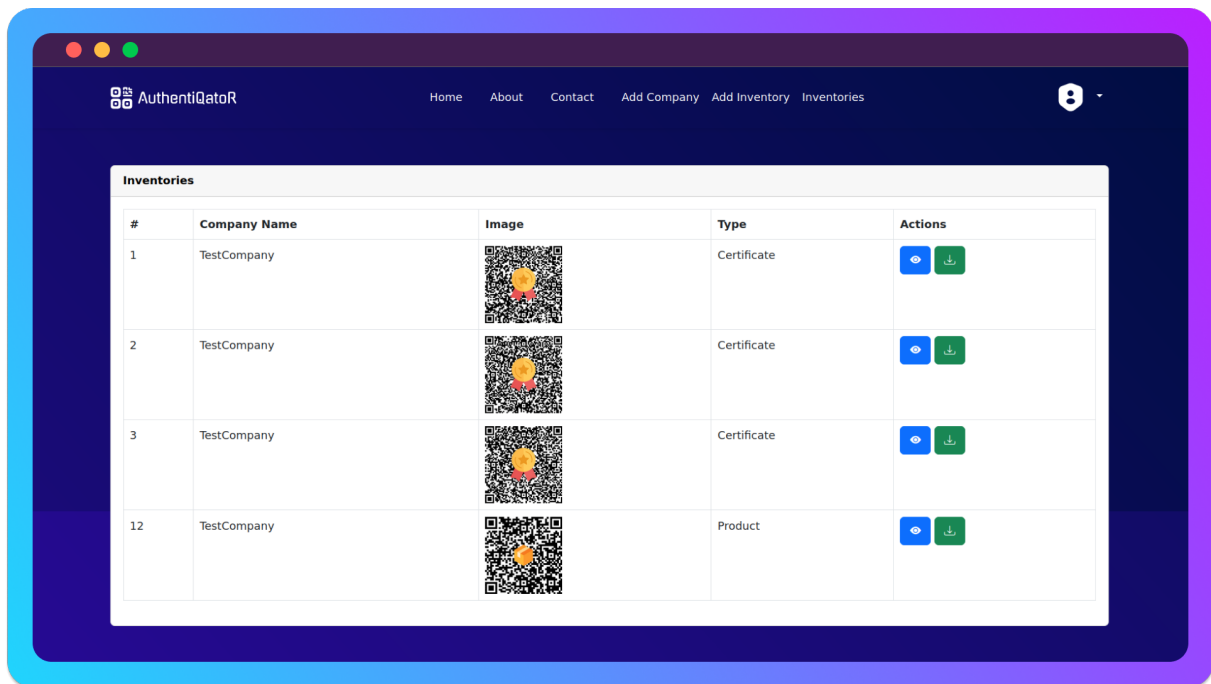 AuthentiQatoR
Home About Contact Add Company Add Inventory Inventories
Inventories
# Company Name Image Type Actions
1 TestCompany Certificate
2 TestCompany Certificate
3 TestCompany Certificate
12 TestCompany Product